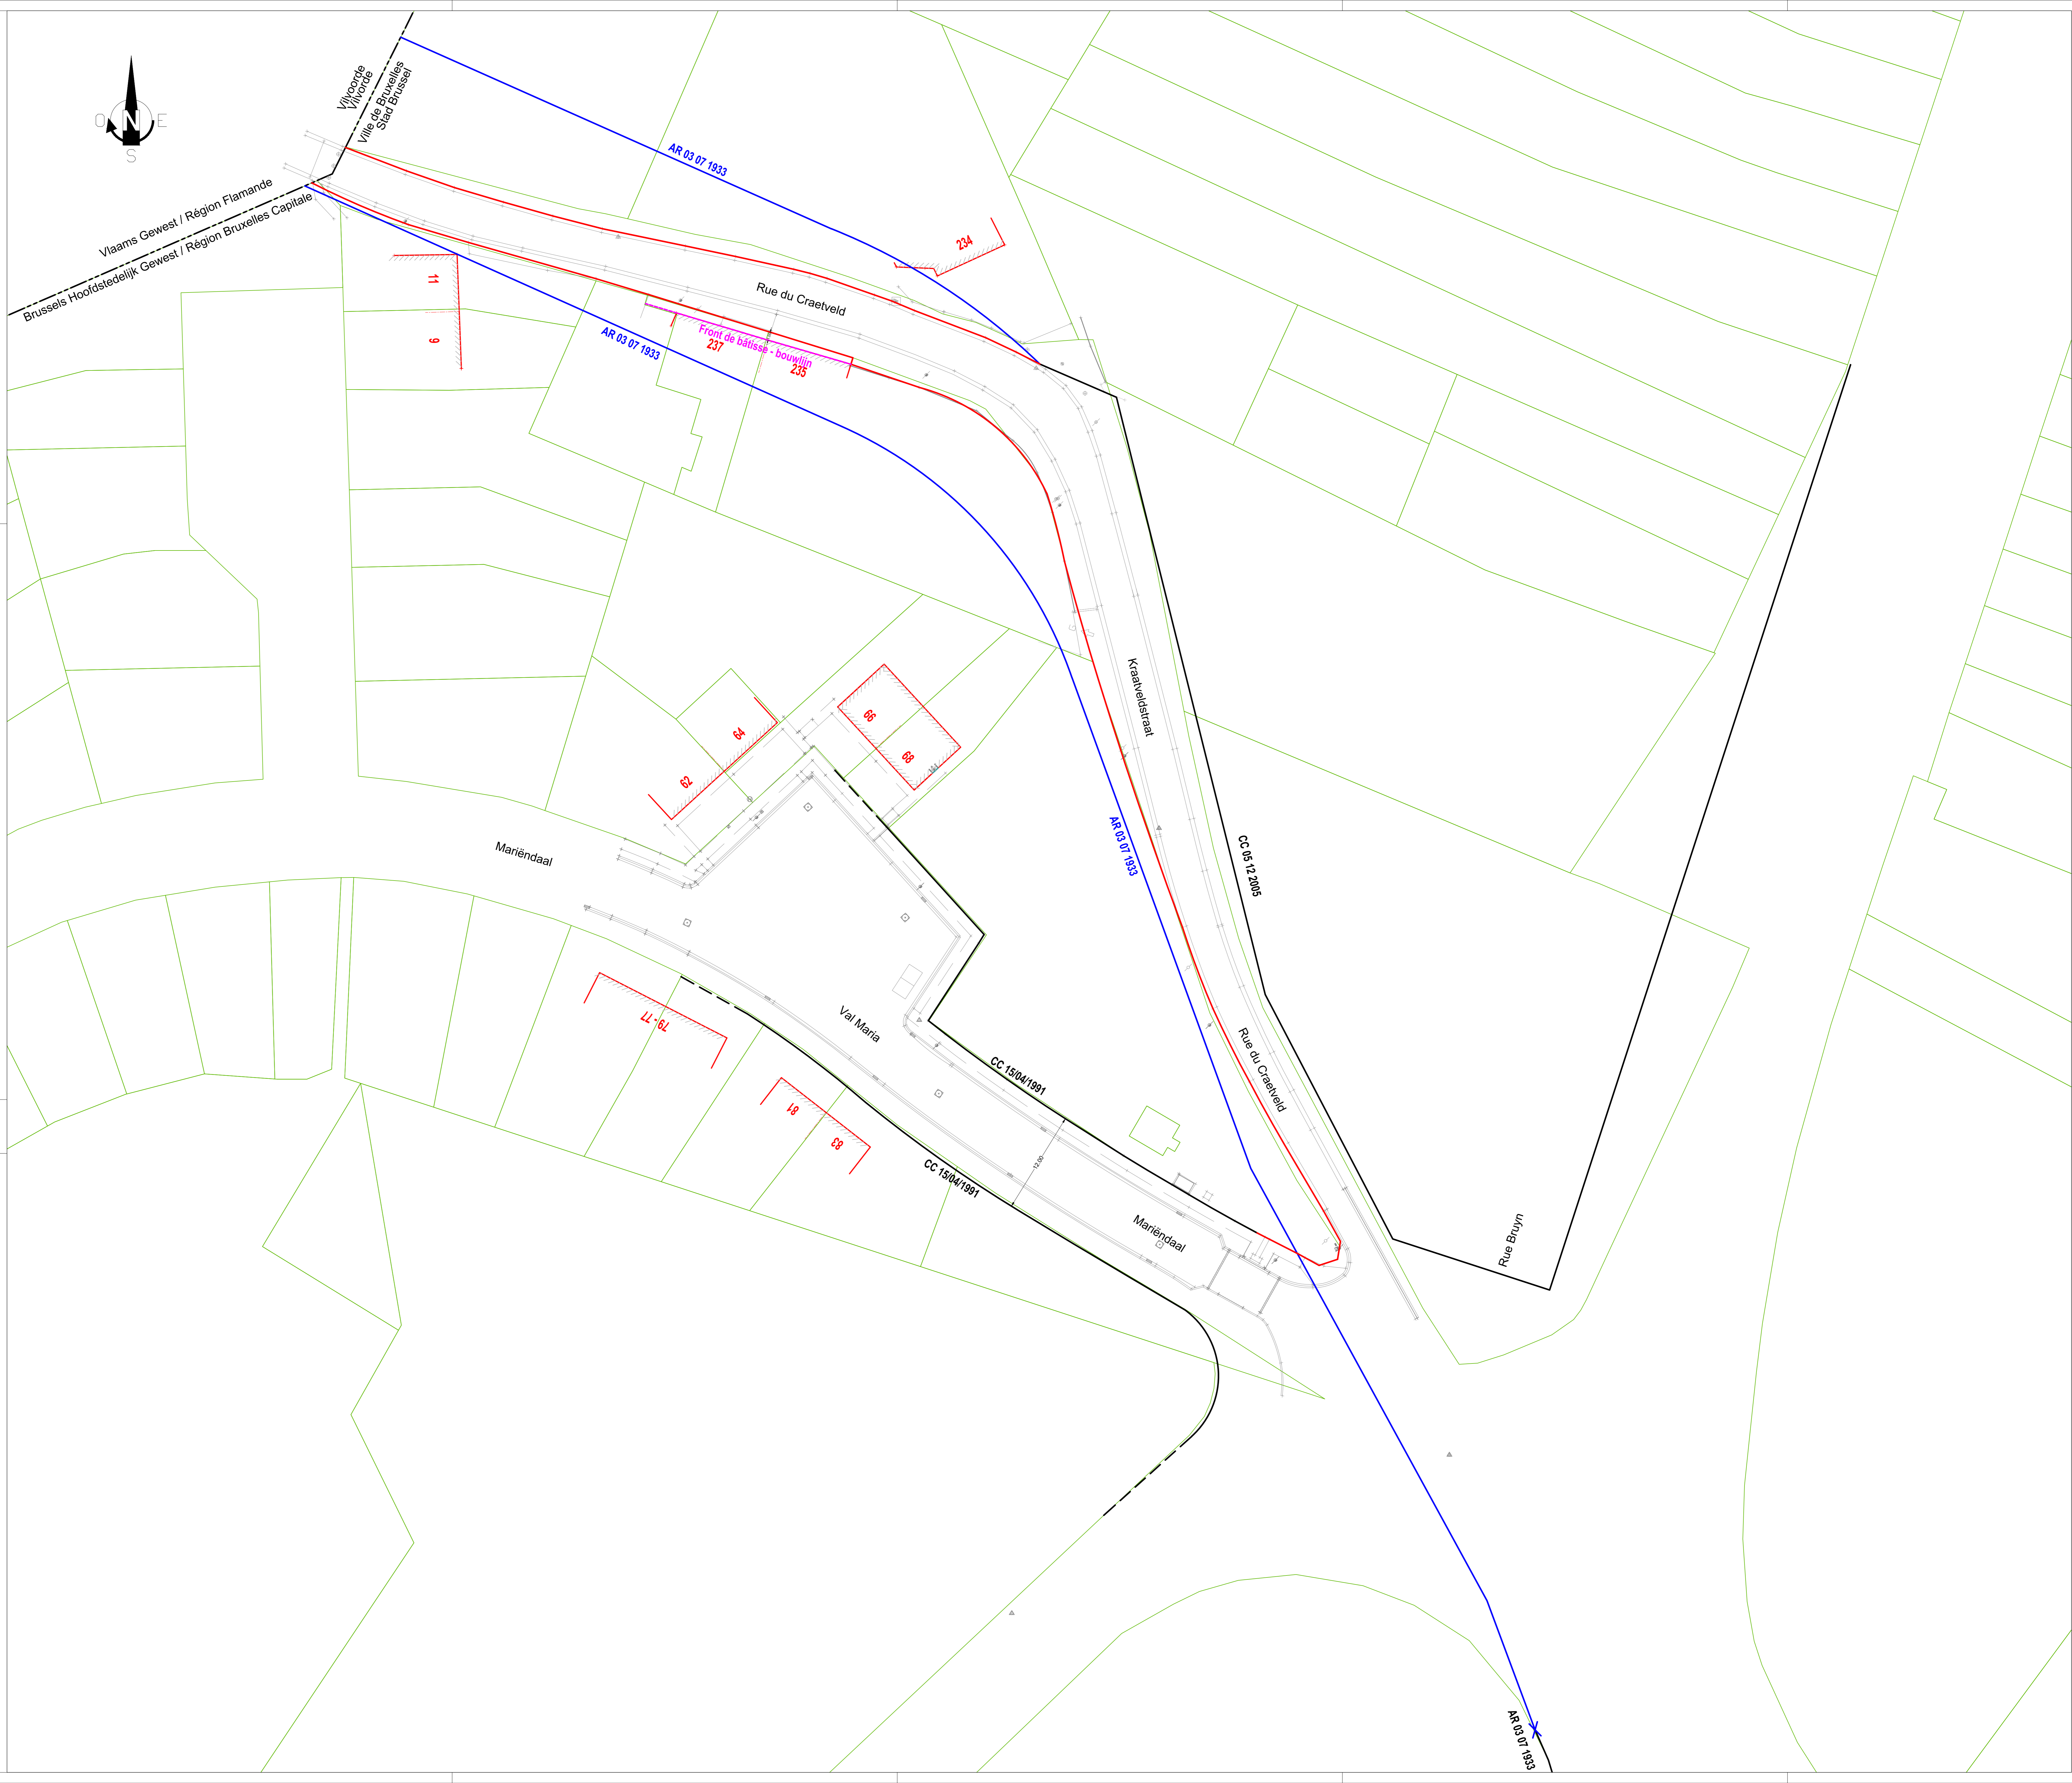 Vilvoorde
Vilvorde
Ville de Bruxelles
Stad Brussel
N
O
E
S
AR 03 07 1933
Vlaams Gewest / Région Flamande
Brussels Hoofdstedelijk Gewest / Région Bruxelles Capitale
234
11
9
Rue du Craetveld
Front de bâtisse - bouwlijn
237
235
AR 03 07 1933
Kraatveldstraat
66
68
64
62
AR 03 07 1933
CC 05 12 2005
Mariëndaal
79 - 77
Val Maria
Rue du Craetveld
CC 15/04/1991
81
83
12.00
CC 15/04/1991
Mariëndaal
Rue Bruyn
AR 03 07 1933